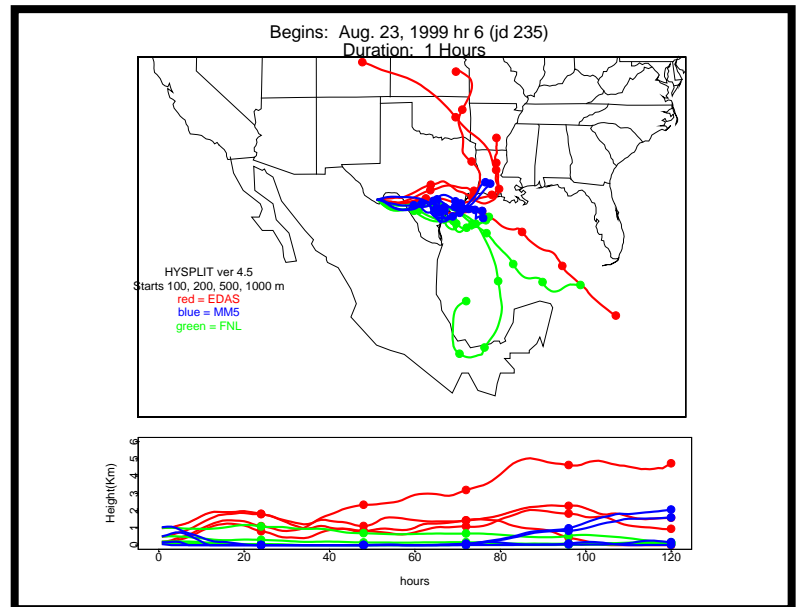 Begins: Aug. 23, 1999 hr 6 (jd 235)
Duration: 1 Hours
HYSPLIT ver 4.5
Starts 100, 200, 500, 1000 m
red = EDAS
blue = MM5
green = FNL
Height(Km)
6
5
4
3
2
1
0
0 20 40 60 80 100 120
hours